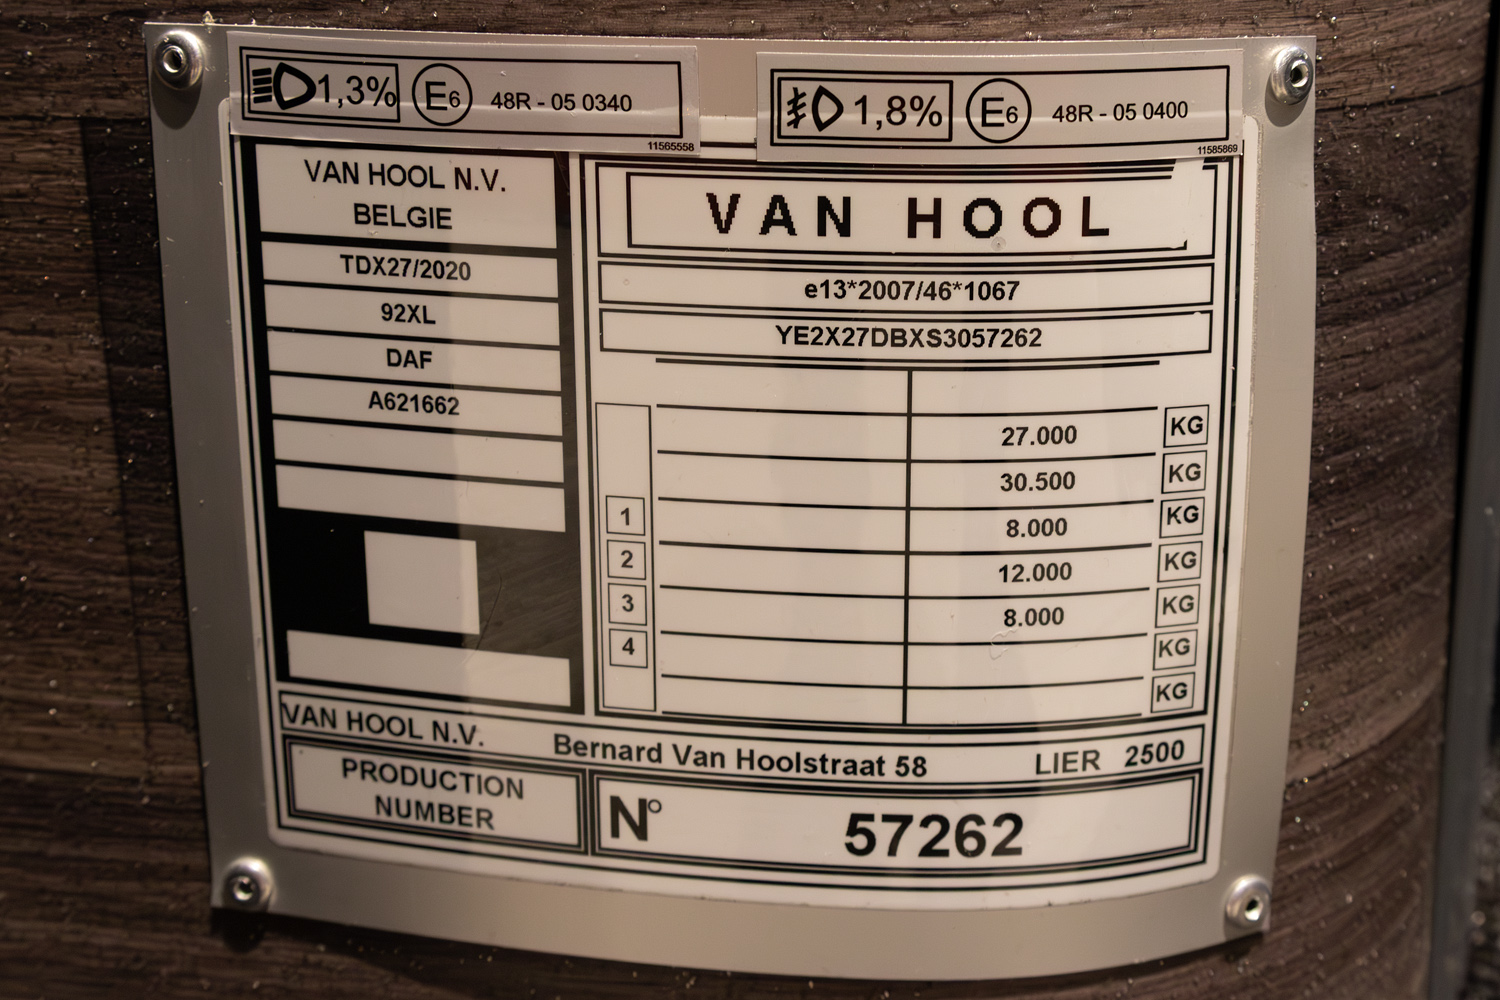 1,3% E6 48R - 05 0340
11565558
1,8% E6 48R - 05 0400
11585869
VAN HOOL N.V.
BELGIE
TDX27/2020
92XL
DAF
A621662
VAN HOOL
e13*2007/46*1067
YE2X27DBXS3057262
27.000 KG
30.500 KG
1 8.000 KG
2 12.000 KG
3 8.000 KG
4 KG
KG
VAN HOOL N.V. Bernard Van Hoolstraat 58 LIER 2500
PRODUCTION
NUMBER
N° 57262